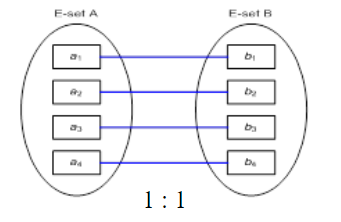 E-set A E-set B
a₁ b₁
a₂ b₂
a₃ b₃
a₄ b₄
1 : 1